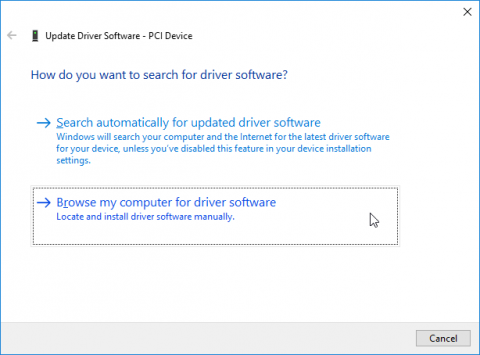 Update Driver Software - PCI Device
How do you want to search for driver software?
Search automatically for updated driver software
Windows will search your computer and the Internet for the latest driver software
for your device, unless you've disabled this feature in your device installation
settings.
Browse my computer for driver software
Locate and install driver software manually.
Cancel